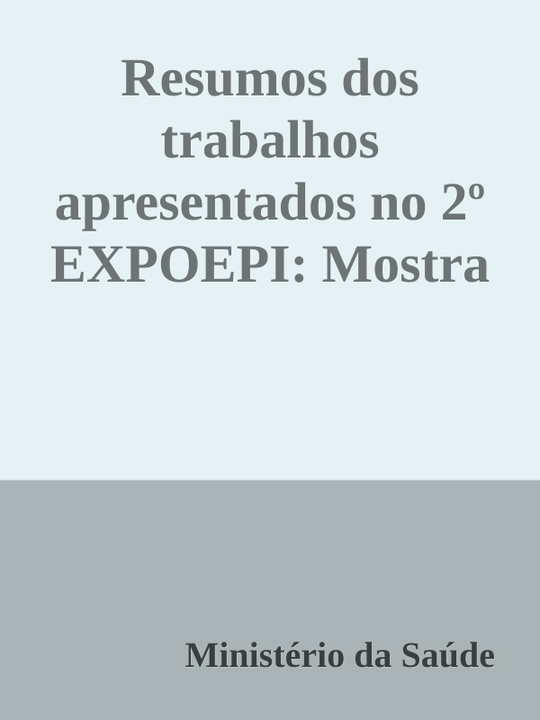 Resumos dos
trabalhos
apresentados no 2º
EXPOEPI: Mostra
Ministério da Saúde